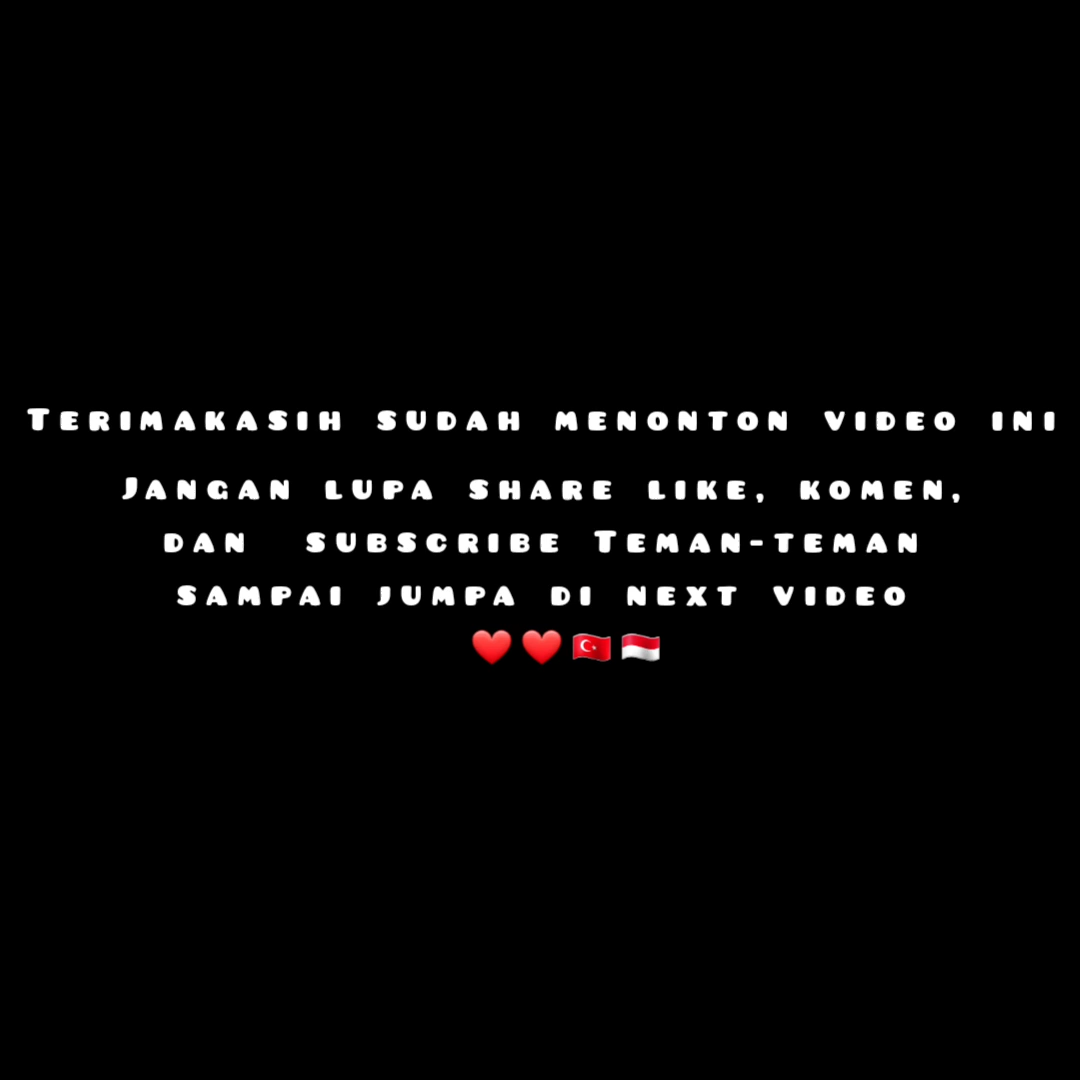 Terimakasih sudah menonton video ini
Jangan lupa share like, komen,
dan subscribe Teman-teman
sampai jumpa di next video
❤️❤️🇹🇷🇮🇩